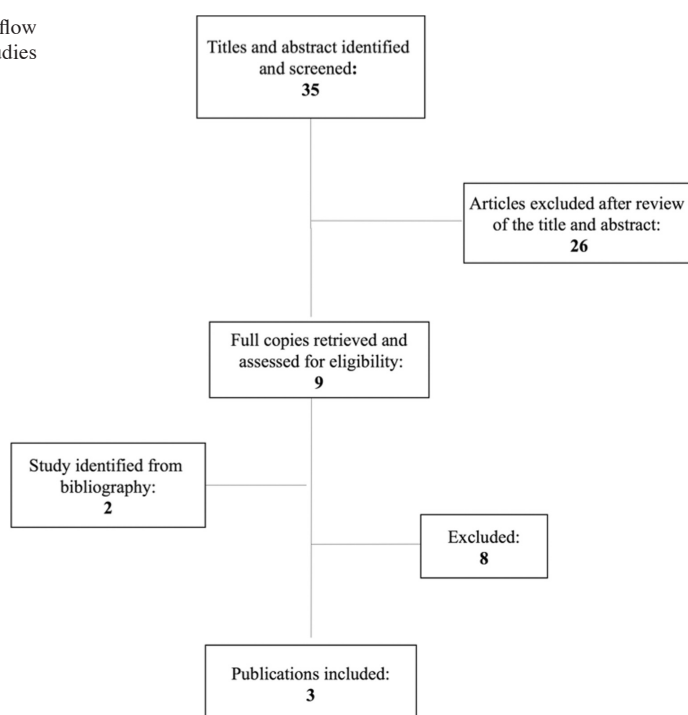 flow
udies
Titles and abstract identified
and screened:
35
Articles excluded after review
of the title and abstract:
26
Full copies retrieved and
assessed for eligibility:
9
Study identified from
bibliography:
2
Excluded:
8
Publications included:
3